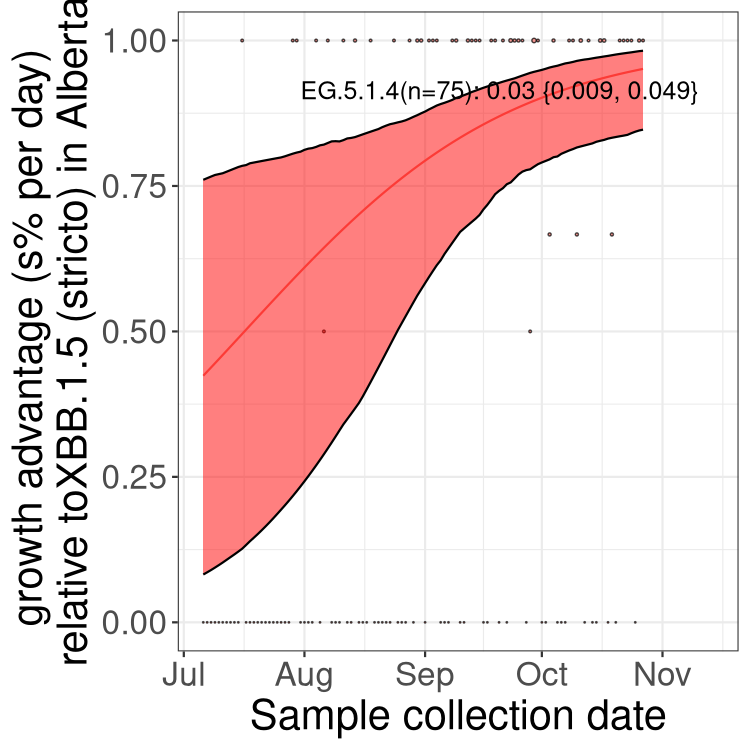 growth advantage (s% per day)
relative toXBB.1.5 (stricto) in Alberta
1.00
0.75
0.50
0.25
0.00
EG.5.1.4(n=75): 0.03 {0.009, 0.049}
Jul Aug Sep Oct Nov
Sample collection date